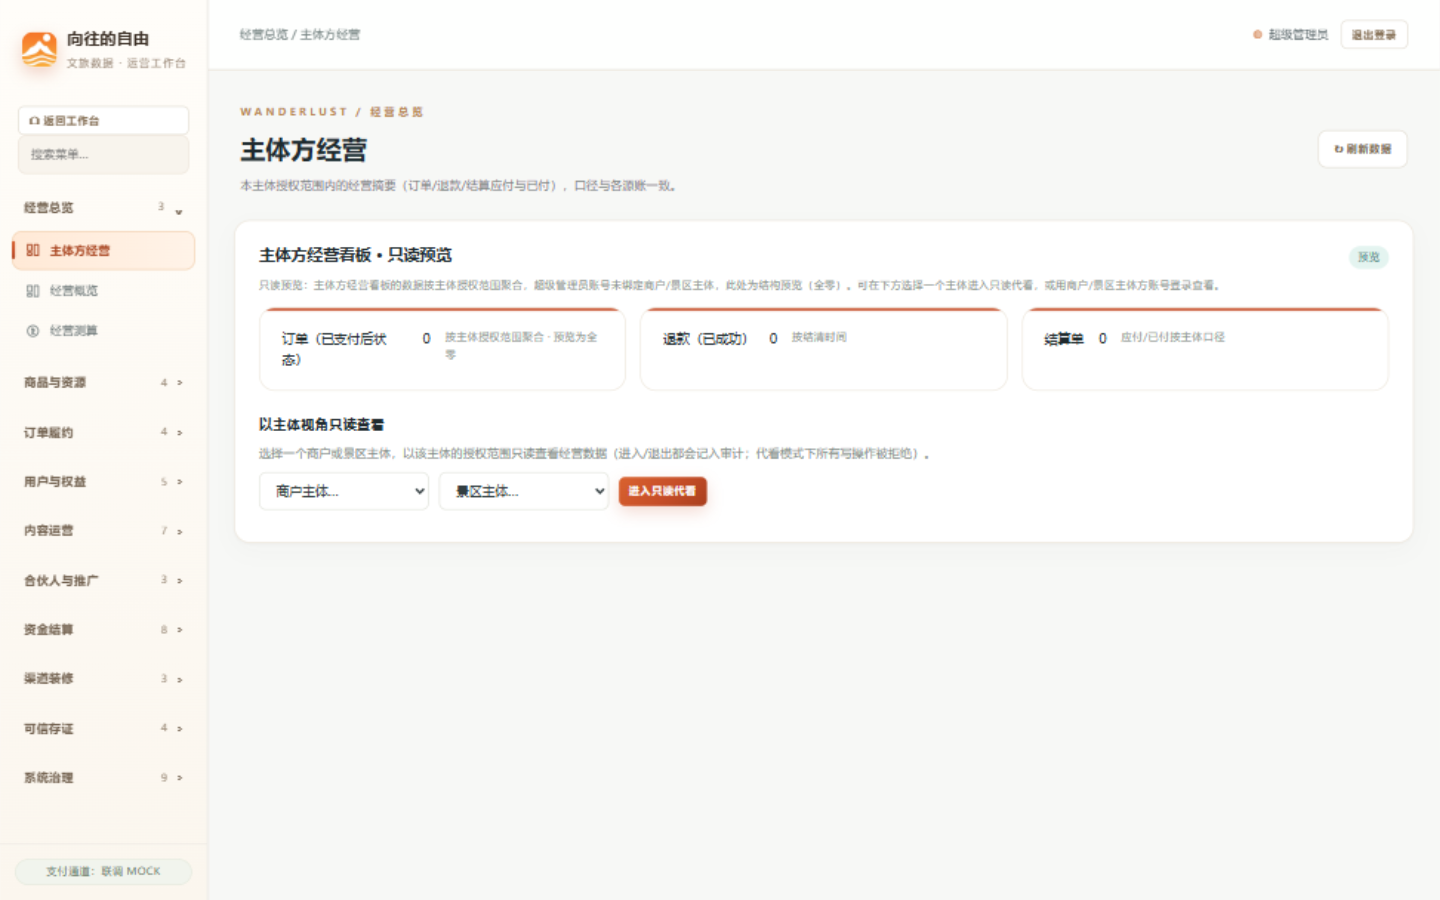 向往的自由
文旅数据 · 运营工作台
返回工作台
搜索菜单...
经营总览 3
主体方经营
经营概览
经营测算
商品与资源 4
订单履约 4
用户与权益 5
内容运营 7
合伙人与推广 3
资金结算 8
渠道装修 3
可信存证 4
系统治理 9
支付通道：联调 MOCK
经营总览 / 主体方经营
超级管理员
退出登录
WANDERLUST / 经营总览
主体方经营
本主体授权范围内的经营摘要（订单/退款/结算应付与已付），口径与各源账一致。
↻ 刷新数据
主体方经营看板 • 只读预览
预览
只读预览：主体方经营看板的数据按主体授权范围聚合，超级管理员账号未绑定商户/景区主体，此处为结构预览（全零）。可在下方选择一个主体进入只读代看，或用商户/景区主体方账号登录查看。
订单（已支付后状
态）
0
按主体授权范围聚合 · 预览为全
零
退款（已成功） 0 按结清时间
结算单 0 应付/已付按主体口径
以主体视角只读查看
选择一个商户或景区主体，以该主体的授权范围只读查看经营数据（进入/退出都会记入审计；代看模式下所有写操作被拒绝）。
商户主体...
景区主体...
进入只读代看